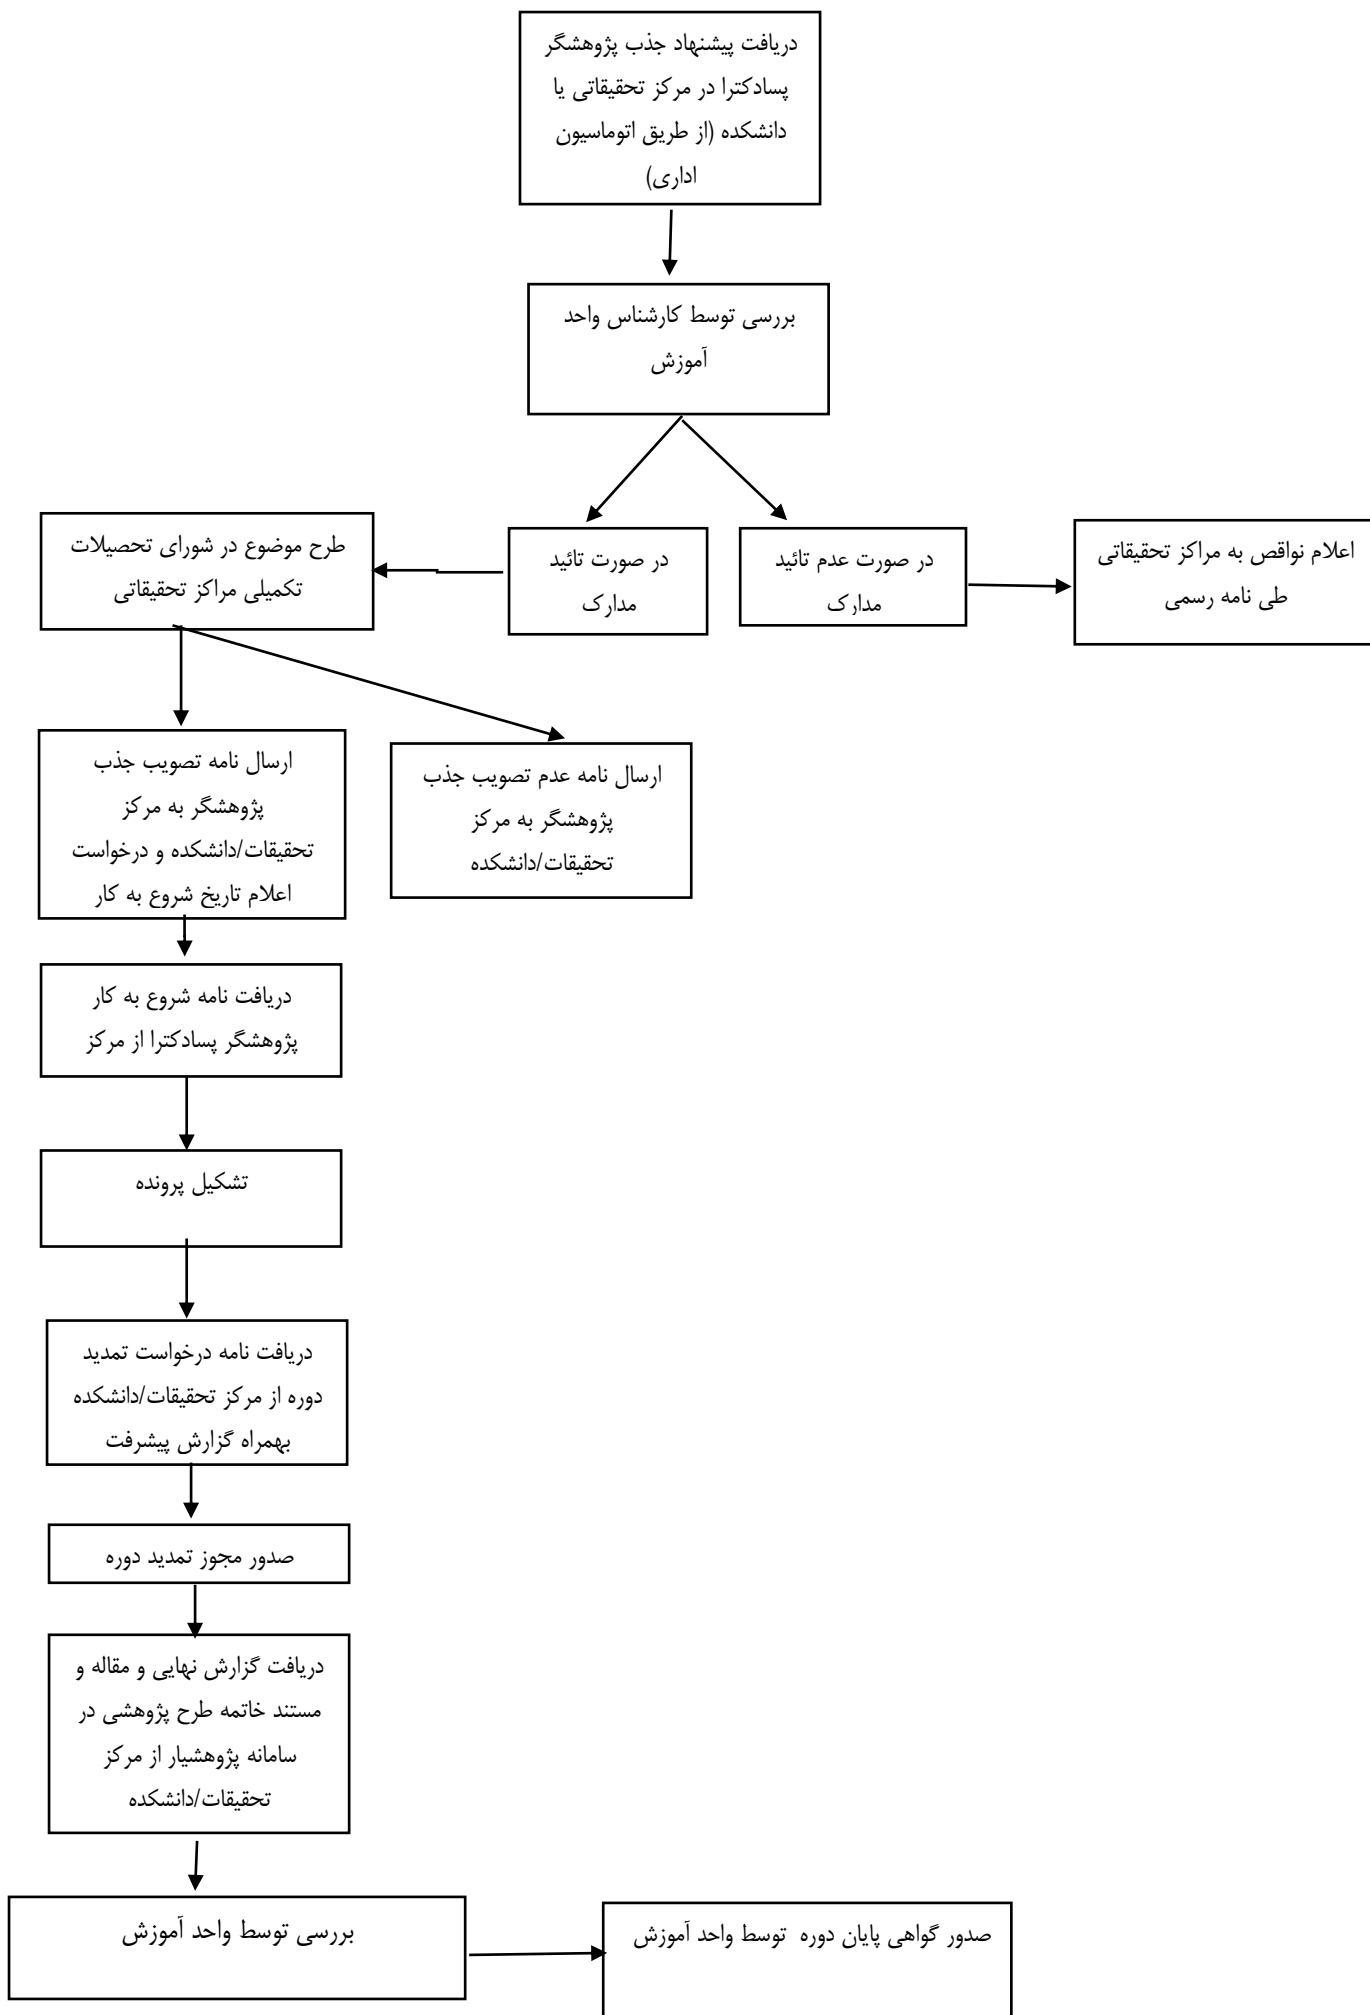 دریافت پیشنهاد جذب پژوهشگر
پسادکترا در مرکز تحقیقاتی یا
دانشکده (از طریق اتوماسیون
اداری)
بررسی توسط کارشناس واحد
آموزش
در صورت تائید
مدارک
در صورت عدم تائید
مدارک
اعلام نواقص به مراکز تحقیقاتی
طی نامه رسمی
طرح موضوع در شورای تحصیلات
تکمیلی مراکز تحقیقاتی
ارسال نامه تصویب جذب
پژوهشگر به مرکز
تحقیقات/دانشکده و درخواست
اعلام تاریخ شروع به کار
ارسال نامه عدم تصویب جذب
پژوهشگر به مرکز
تحقیقات/دانشکده
دریافت نامه شروع به کار
پژوهشگر پسادکترا از مرکز
تشکیل پرونده
دریافت نامه درخواست تمدید
دوره از مرکز تحقیقات/دانشکده
بهمراه گزارش پیشرفت
صدور مجوز تمدید دوره
دریافت گزارش نهایی و مقاله و
مستند خاتمه طرح پژوهشی در
سامانه پژوهشیار از مرکز
تحقیقات/دانشکده
بررسی توسط واحد آموزش
صدور گواهی پایان دوره توسط واحد آموزش